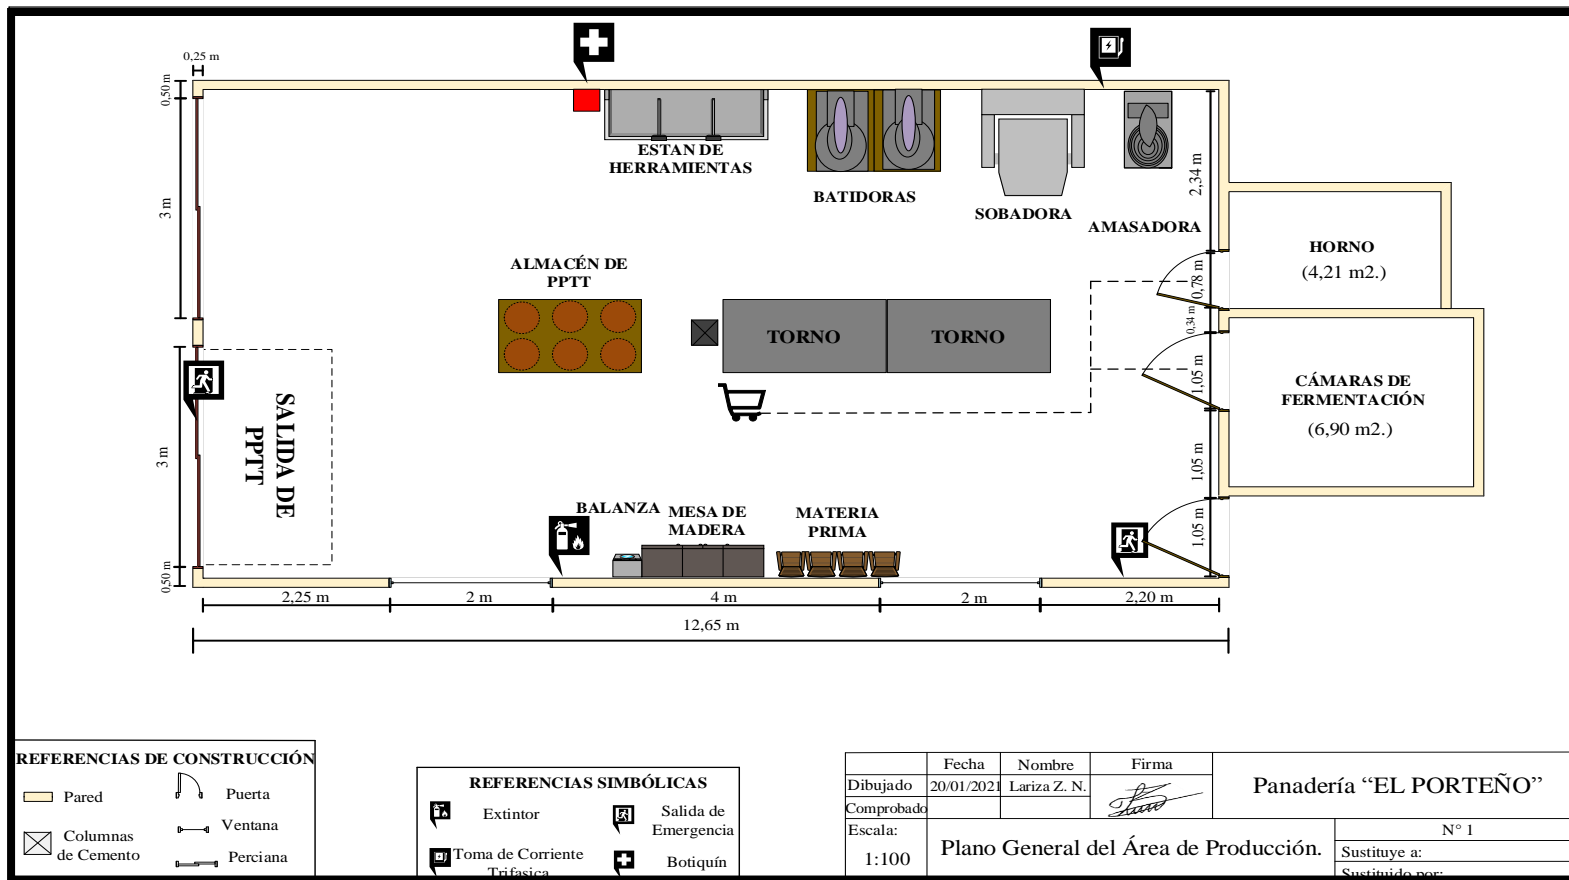 0,25 m
0,50 m
3 m
3 m
0,50 m
ESTAN DE
HERRAMIENTAS
BATIDORAS
SOBADORA
AMASADORA
2,34 m
0,78 m
0,34 m
1,05 m
1,05 m
1,05 m
HORNO
(4,21 m2.)
CÁMARAS DE
FERMENTACIÓN
(6,90 m2.)
ALMACÉN DE
PPTT
TORNO
TORNO
SALIDA DE
PPTT
BALANZA
MESA DE
MADERA
MATERIA
PRIMA
2,25 m
2 m
4 m
2 m
2,20 m
12,65 m
REFERENCIAS DE CONSTRUCCIÓN
Pared
Puerta
Ventana
Columnas
de Cemento
Perciana
REFERENCIAS SIMBÓLICAS
Extintor
Salida de
Emergencia
Toma de Corriente
Trifasica
Botiquín
Fecha
Nombre
Firma
Dibujado
20/01/2021
Lariza Z. N.
Comprobado
Escala:
1:100
Panadería “EL PORTEÑO”
Plano General del Área de Producción.
N° 1
Sustituye a:
Sustituido por: